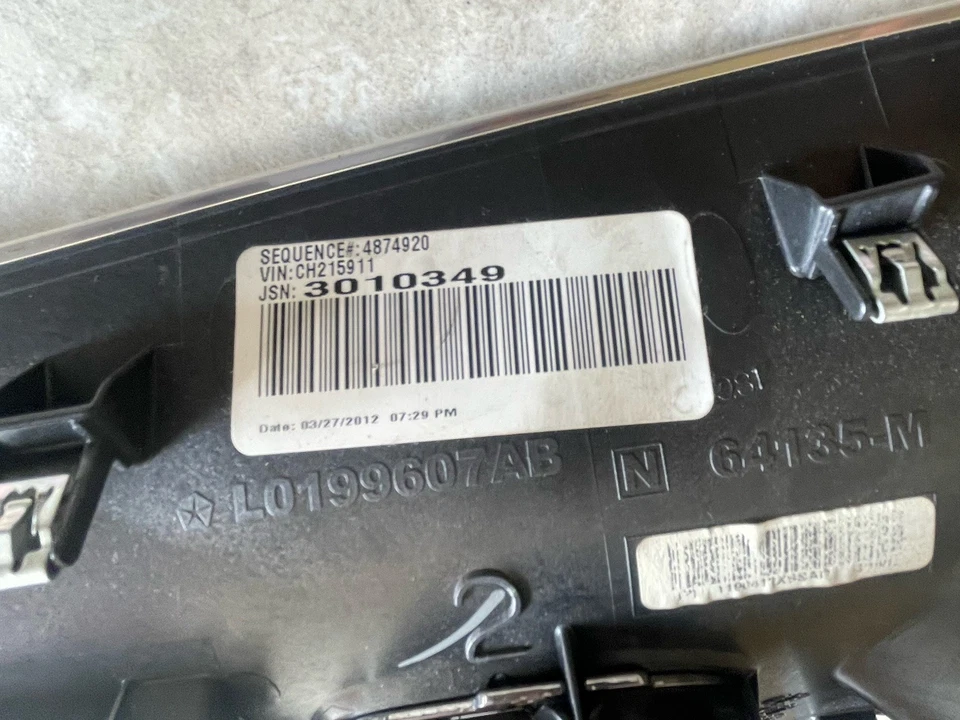 SEQUENCE#:4874920
VIN:CH215911
JSN: 3010349
Date: 03/27/2012 07:29 PM
L0199607AB N 64135-M
2